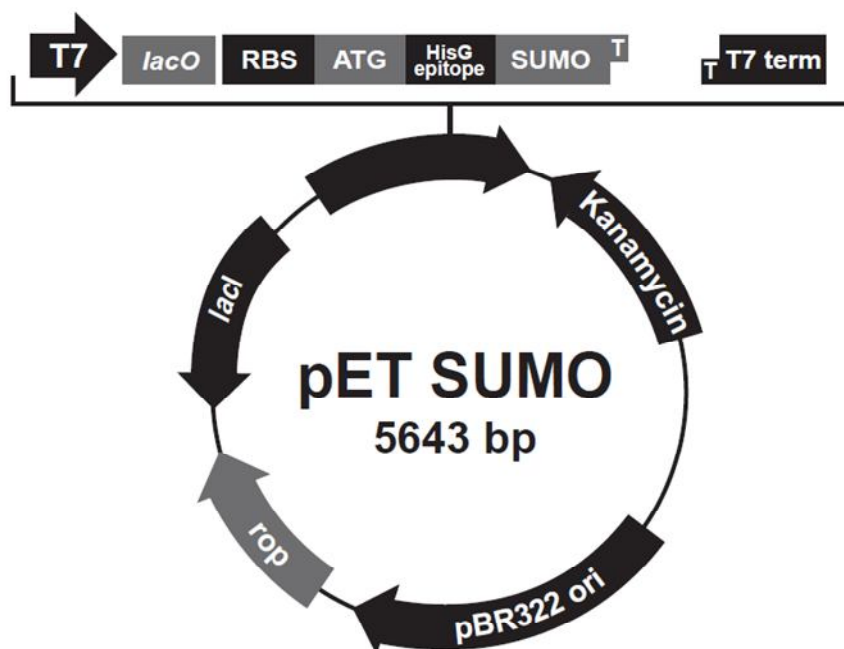 T7 lacO RBS ATG HisG epitope SUMO T T T7 term
Kanamycin
lacI
pET SUMO
5643 bp
rop
pBR322 ori